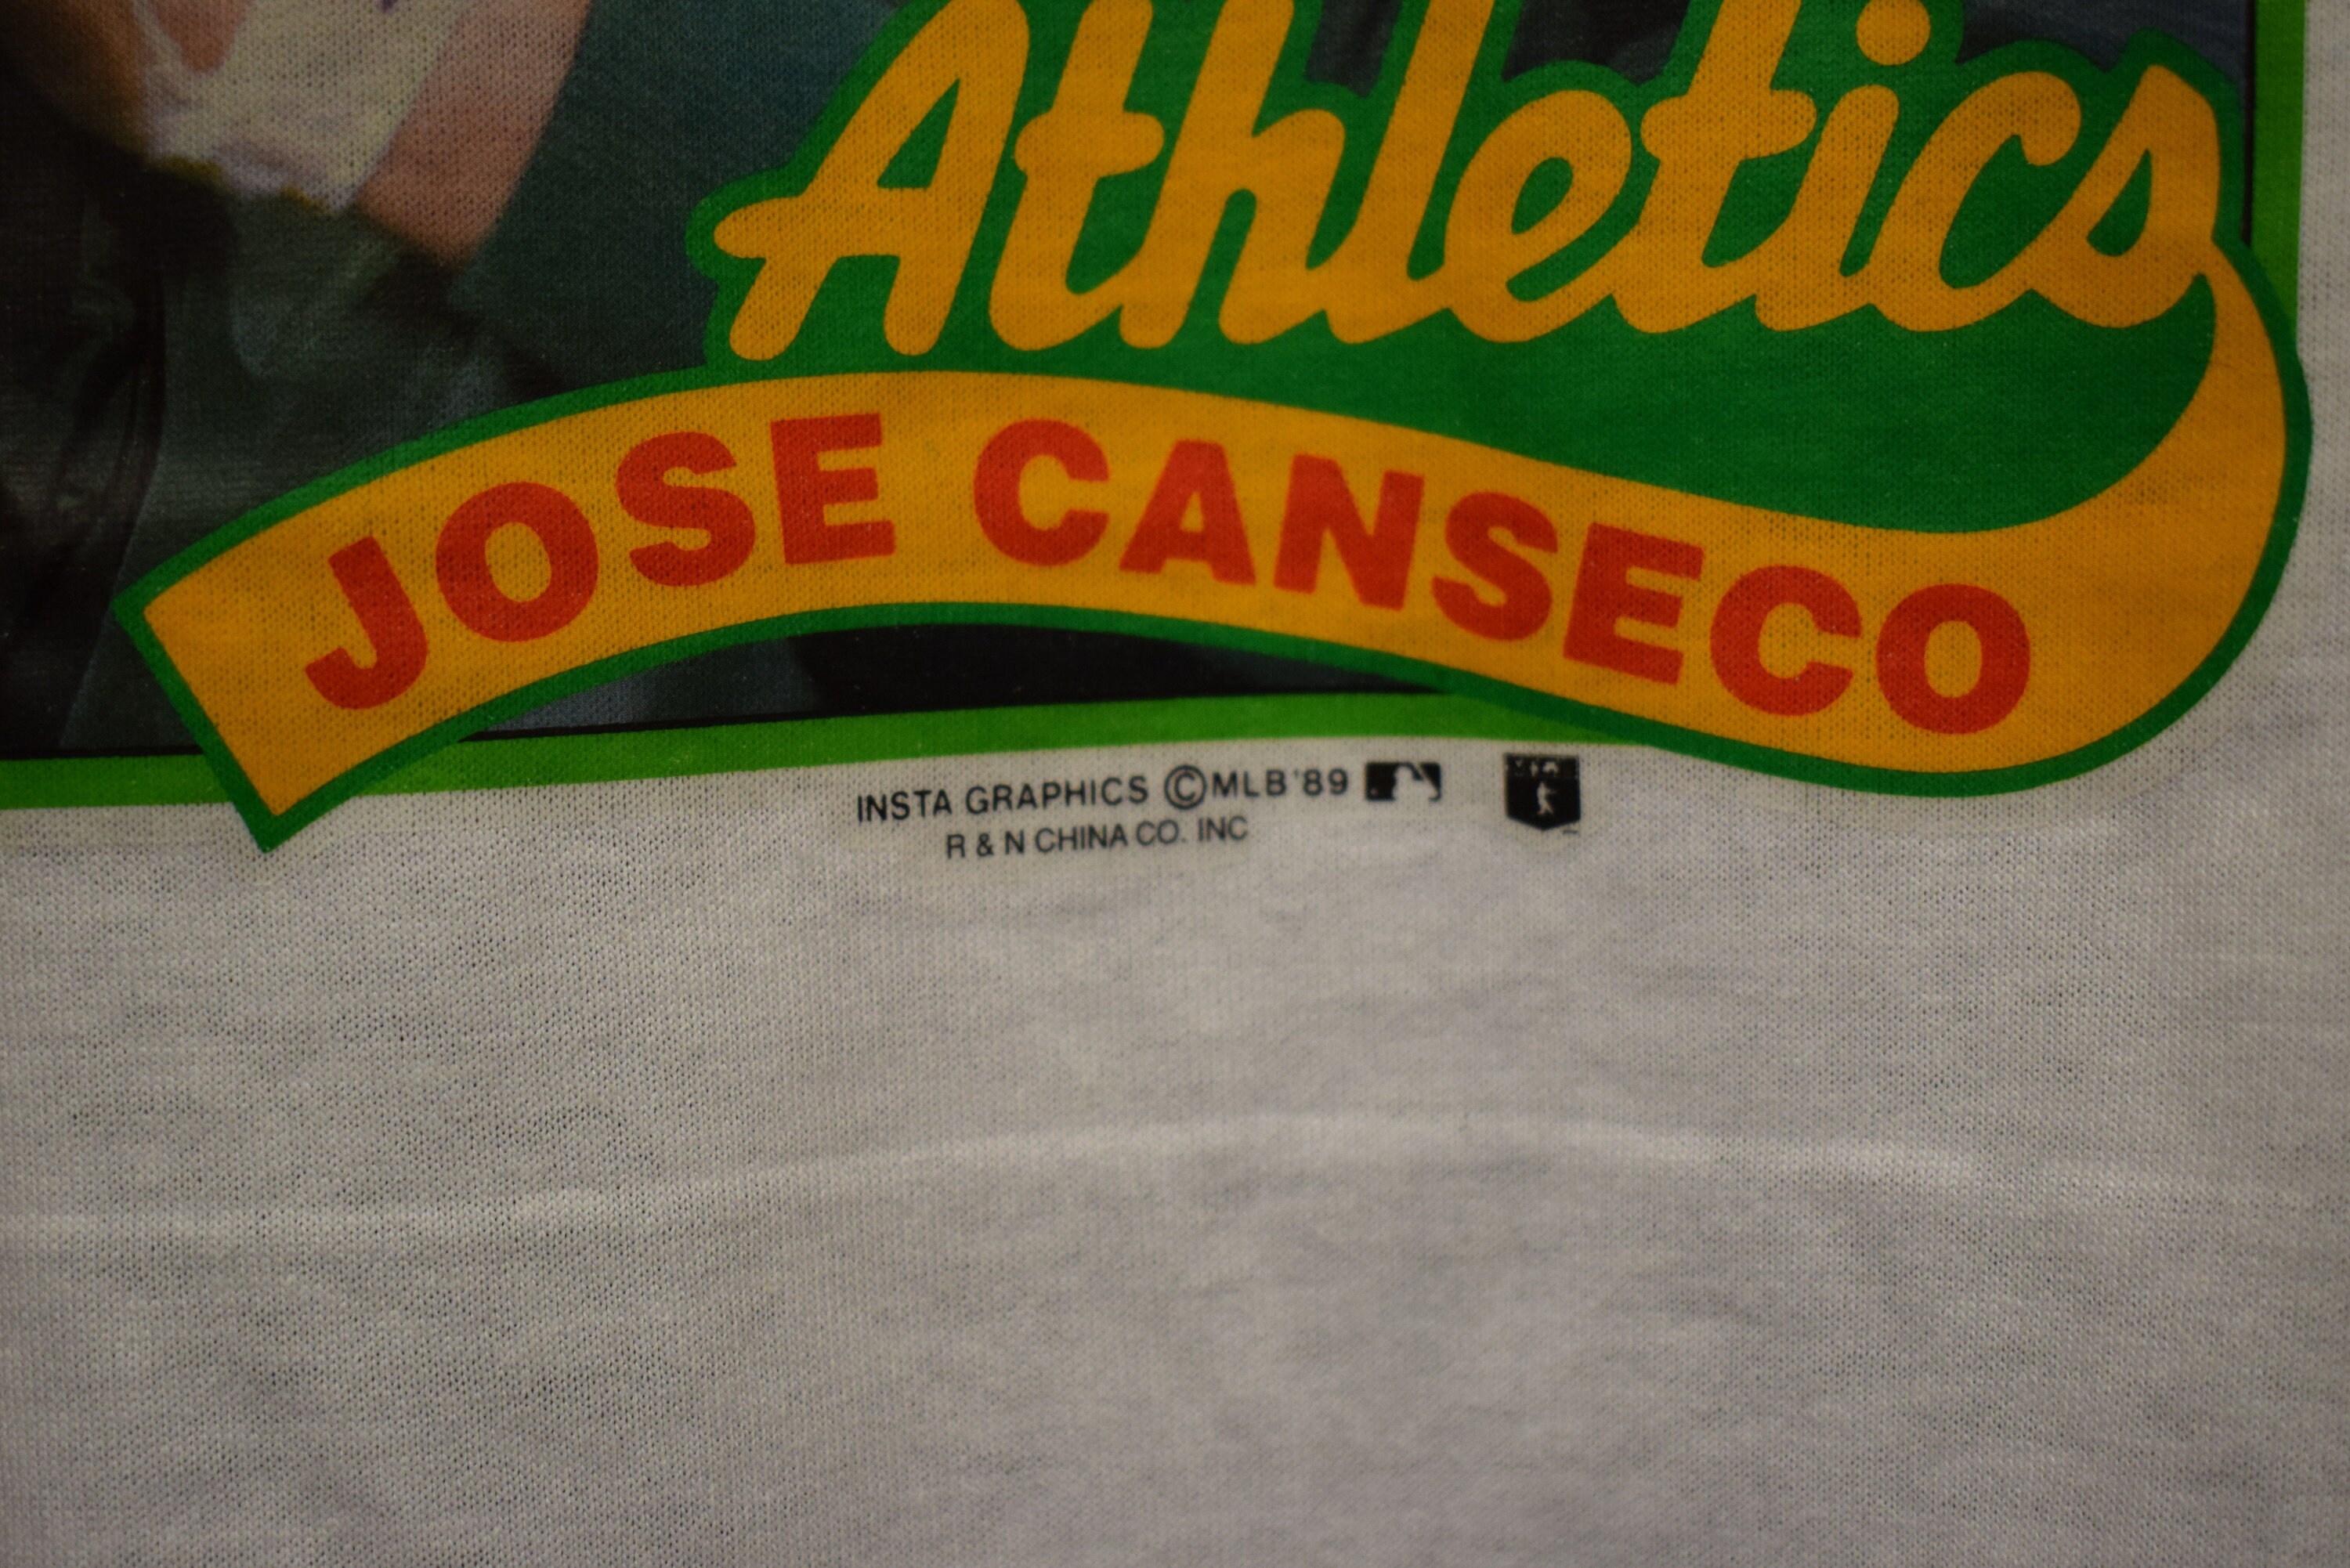 Athletics
JOSE CANSECO
INSTA GRAPHICS ©MLB '89
R & N CHINA CO. INC